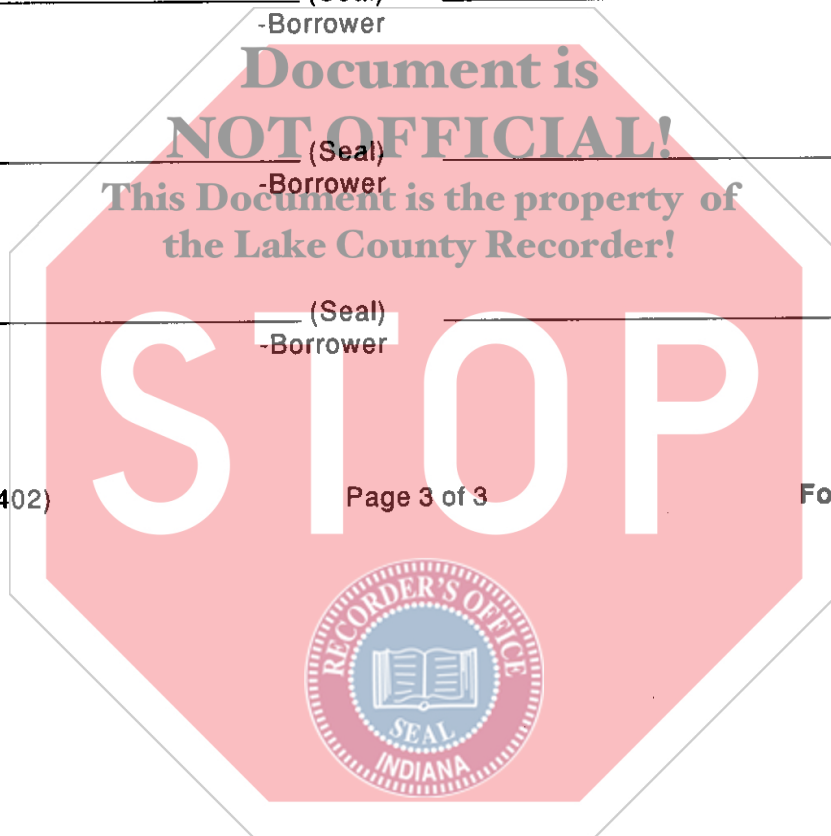 (Seal)
-Borrower
Document is
NOT OFFICIAL!
(Seal)
-Borrower
This Document is the property of
the Lake County Recorder!
(Seal)
-Borrower
STOP
402)
Page 3 of 3
Fo
RECORDER'S OFFICE
SEAL
INDIANA